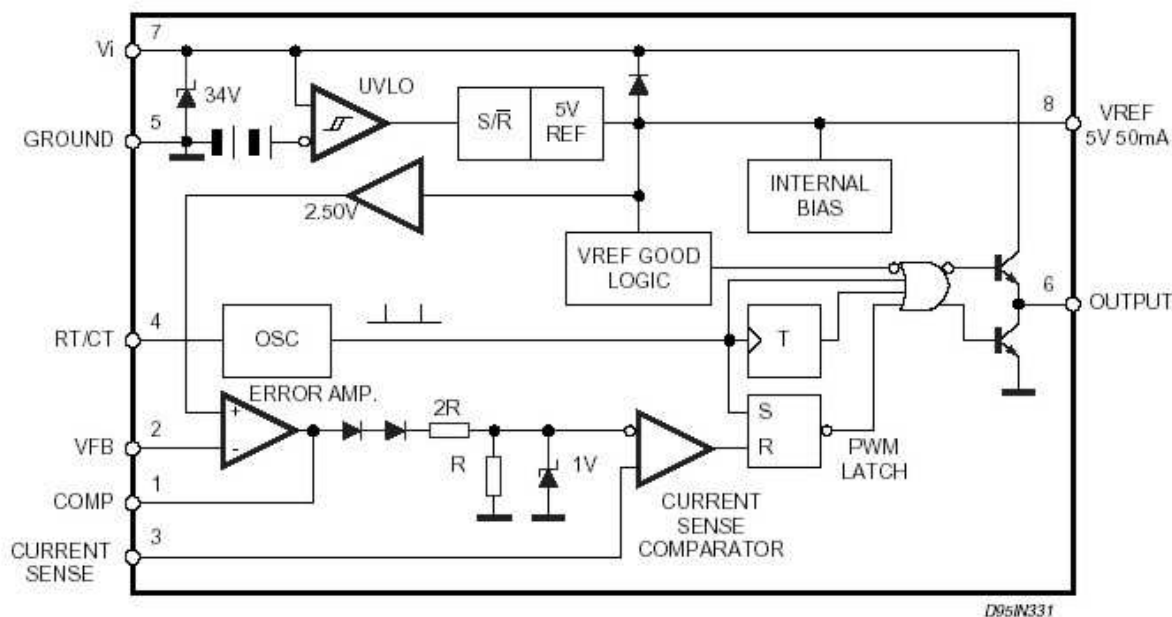 7
Vi
UVLO
34V
S/R̅
5V
REF
8
VREF
5V 50mA
5
GROUND
INTERNAL
BIAS
2.50V
VREF GOOD
LOGIC
6
OUTPUT
4
RT/CT
OSC
T
ERROR AMP.
2R
+
-
S
R
2
VFB
R
1V
PWM
LATCH
1
COMP
CURRENT
SENSE
COMPARATOR
3
CURRENT
SENSE
D95IN331